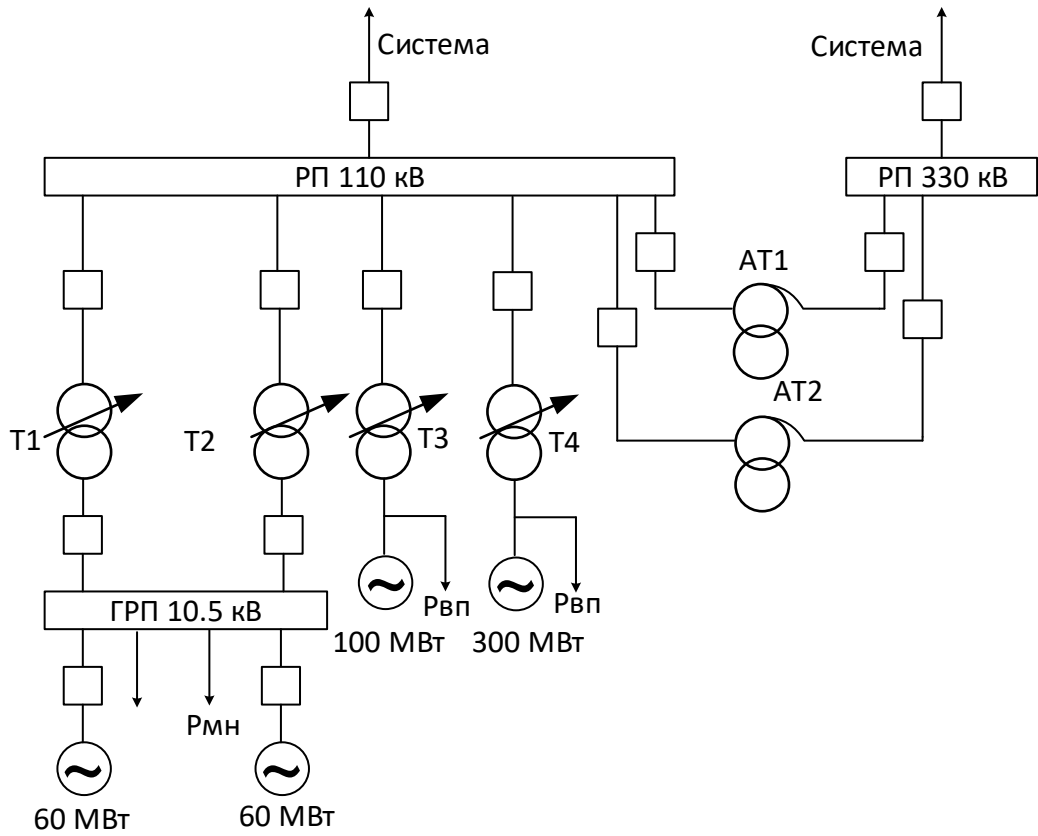 Система
Система
РП 110 кВ
РП 330 кВ
АТ1
АТ2
Т1
Т2
Т3
Т4
ГРП 10.5 кВ
Рвп
Рвп
100 МВт
300 МВт
Рмн
60 МВт
60 МВт